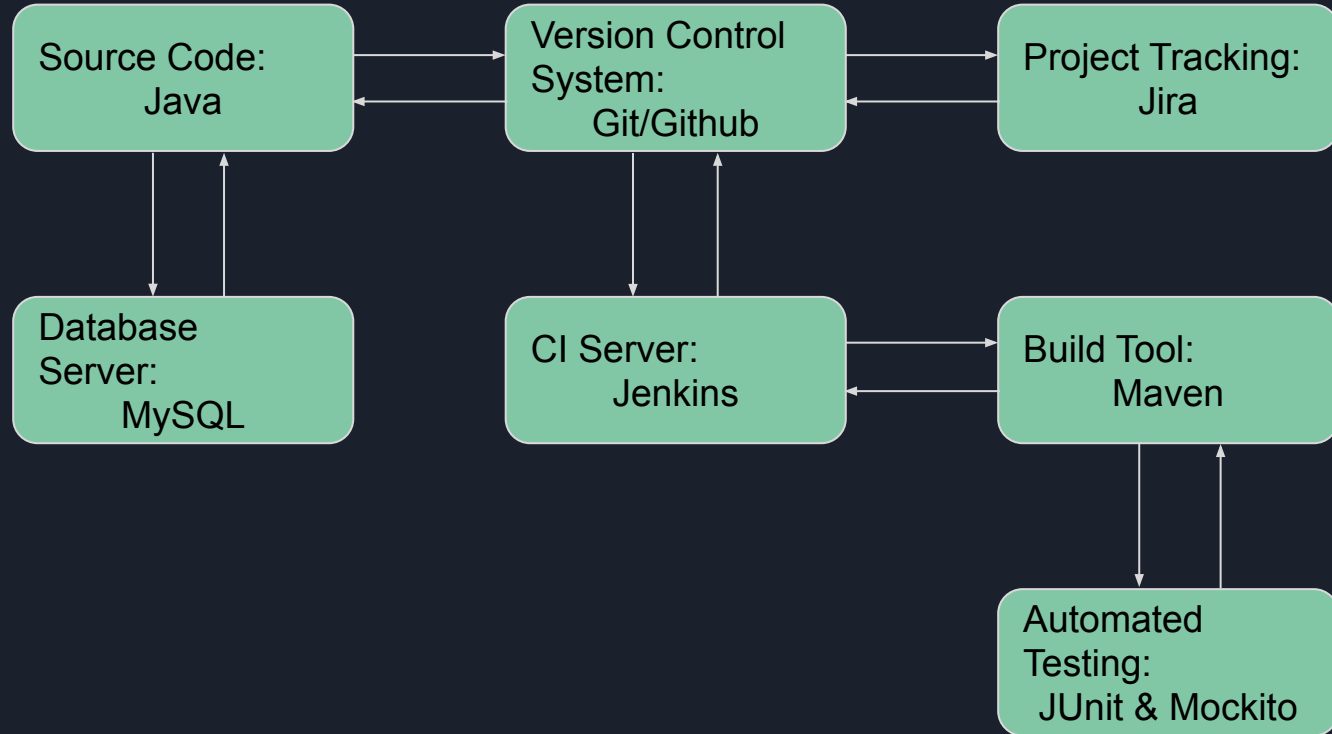 Source Code:
Java
Version Control
System:
Git/Github
Project Tracking:
Jira
Database
Server:
MySQL
CI Server:
Jenkins
Build Tool:
Maven
Automated
Testing:
JUnit & Mockito